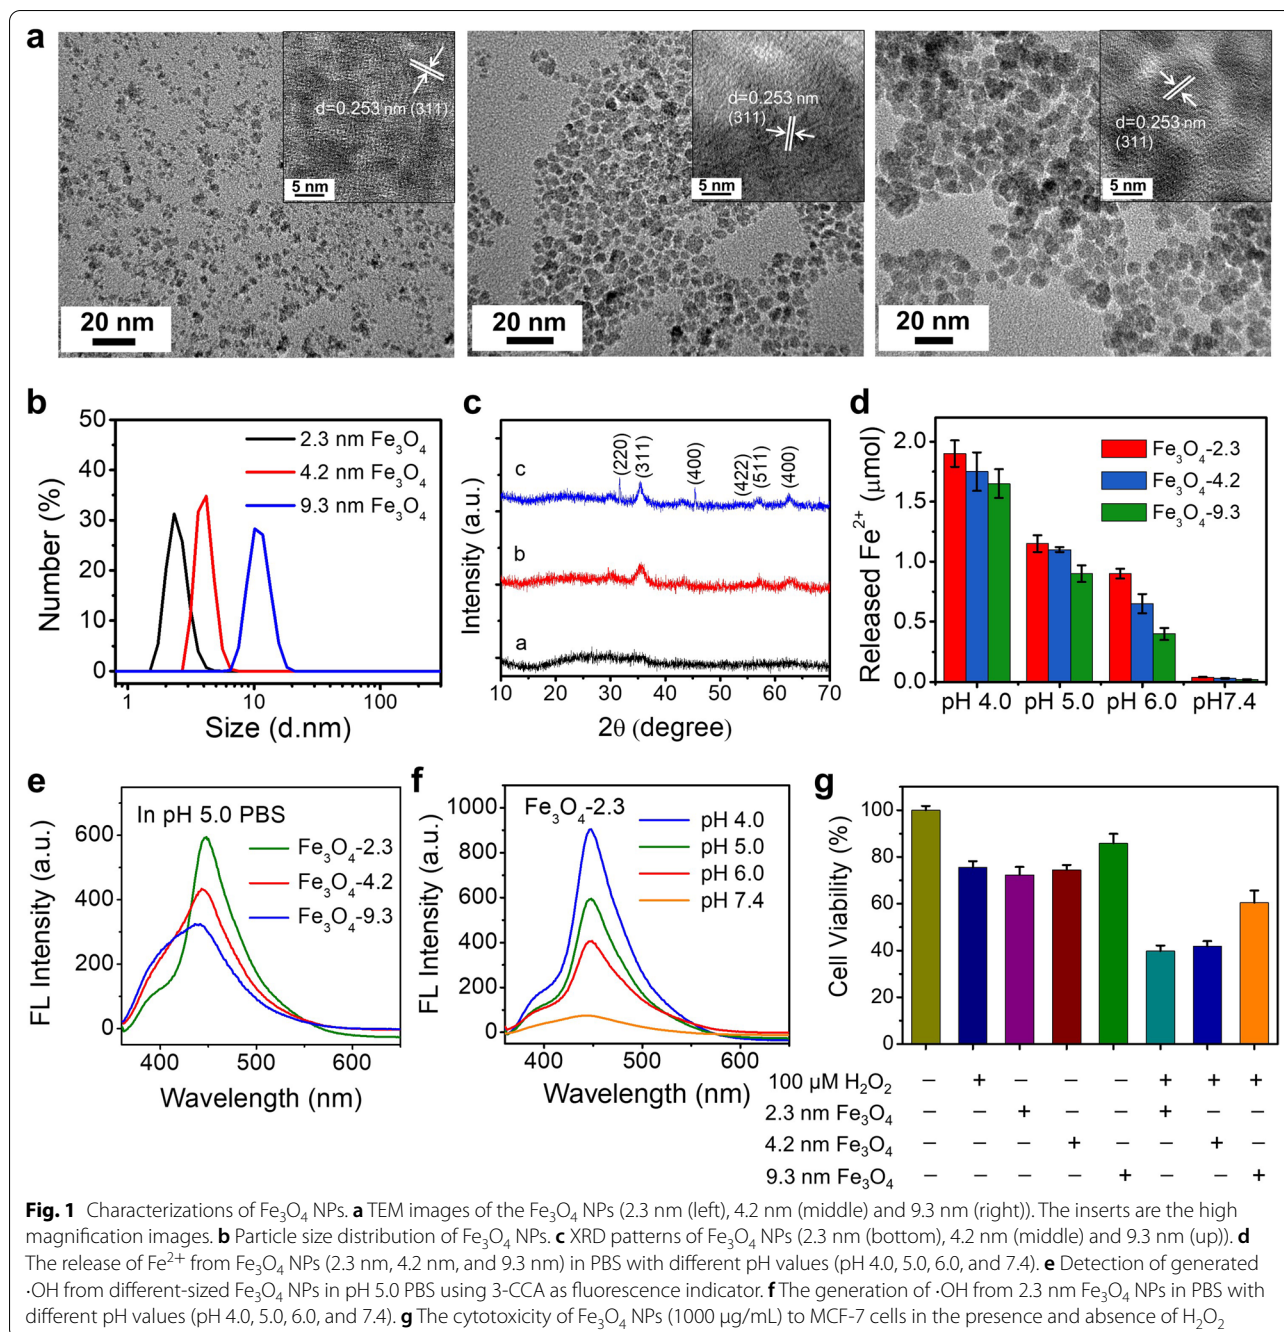 a
d=0.253 nm (311)
5 nm
20 nm
d=0.253 nm
(311)
5 nm
20 nm
d=0.253 nm
(311)
5 nm
20 nm
b
50
40
30
20
10
0
Number (%)
2.3 nm Fe₃O₄
4.2 nm Fe₃O₄
9.3 nm Fe₃O₄
1 10 100
Size (d.nm)
c
Intensity (a.u.)
c
b
a
(220)
(311)
(400)
(422)
(511)
(400)
10 20 30 40 50 60 70
2θ (degree)
d
Released Fe²⁺ (μmol)
2.0
1.5
1.0
0.5
0.0
Fe₃O₄-2.3
Fe₃O₄-4.2
Fe₃O₄-9.3
pH 4.0 pH 5.0 pH 6.0 pH7.4
e
In pH 5.0 PBS
FL Intensity (a.u.)
600
400
200
0
Fe₃O₄-2.3
Fe₃O₄-4.2
Fe₃O₄-9.3
400 500 600
Wavelength (nm)
f
Fe₃O₄-2.3
FL Intensity (a.u.)
1000
800
600
400
200
0
pH 4.0
pH 5.0
pH 6.0
pH 7.4
400 500 600
Wavelength (nm)
g
Cell Viability (%)
100
80
60
40
20
0
100 μM H₂O₂ − + − − − + + +
2.3 nm Fe₃O₄ − − + − − + − −
4.2 nm Fe₃O₄ − − − + − − + −
9.3 nm Fe₃O₄ − − − − + − − +
Fig. 1 Characterizations of Fe₃O₄ NPs. a TEM images of the Fe₃O₄ NPs (2.3 nm (left), 4.2 nm (middle) and 9.3 nm (right)). The inserts are the high
magnification images. b Particle size distribution of Fe₃O₄ NPs. c XRD patterns of Fe₃O₄ NPs (2.3 nm (bottom), 4.2 nm (middle) and 9.3 nm (up)). d
The release of Fe²⁺ from Fe₃O₄ NPs (2.3 nm, 4.2 nm, and 9.3 nm) in PBS with different pH values (pH 4.0, 5.0, 6.0, and 7.4). e Detection of generated
·OH from different-sized Fe₃O₄ NPs in pH 5.0 PBS using 3-CCA as fluorescence indicator. f The generation of ·OH from 2.3 nm Fe₃O₄ NPs in PBS with
different pH values (pH 4.0, 5.0, 6.0, and 7.4). g The cytotoxicity of Fe₃O₄ NPs (1000 µg/mL) to MCF-7 cells in the presence and absence of H₂O₂